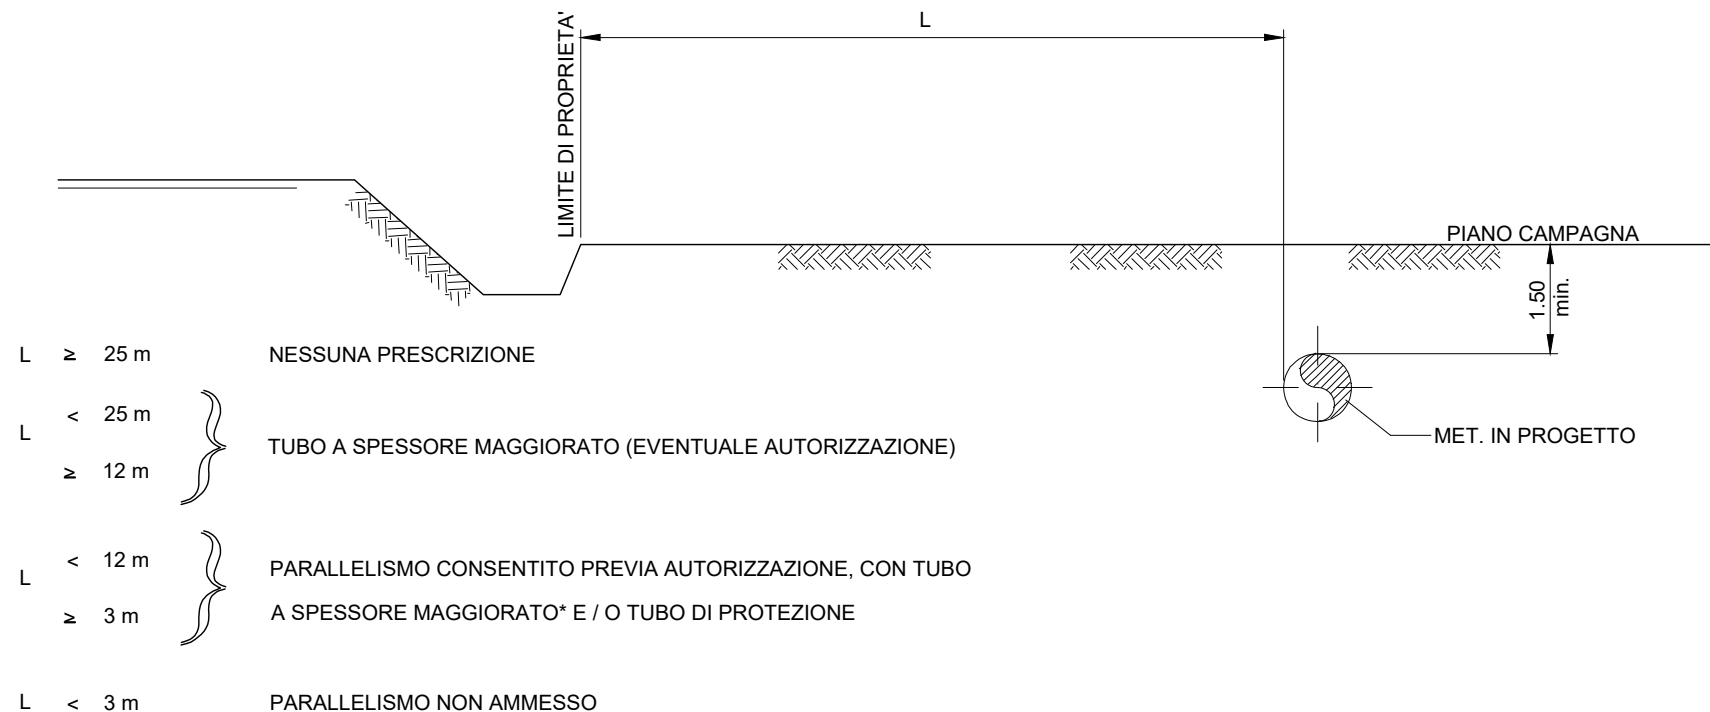 L
LIMITE DI PROPRIETA'
PIANO CAMPAGNA
1.50
min.
MET. IN PROGETTO
L ≥ 25 m NESSUNA PRESCRIZIONE
< 25 m
L
≥ 12 m
TUBO A SPESSORE MAGGIORATO (EVENTUALE AUTORIZZAZIONE)
< 12 m
L
≥ 3 m
PARALLELISMO CONSENTITO PREVIA AUTORIZZAZIONE, CON TUBO
A SPESSORE MAGGIORATO* E / O TUBO DI PROTEZIONE
L < 3 m PARALLELISMO NON AMMESSO